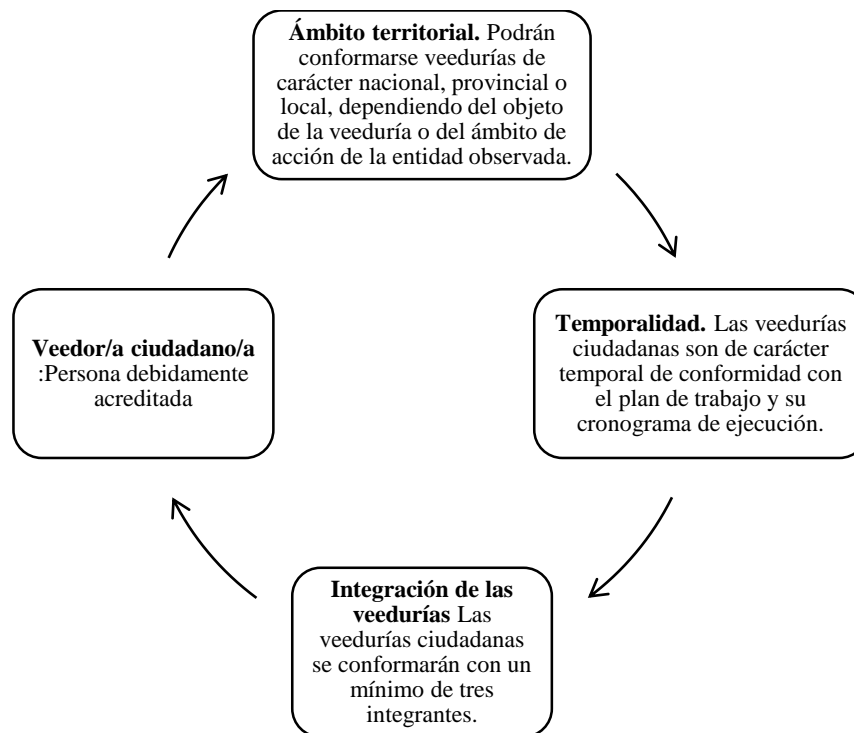 Ámbito territorial. Podrán
conformarse veedurías de
carácter nacional, provincial o
local, dependiendo del objeto
de la veeduría o del ámbito de
acción de la entidad observada.
Temporalidad. Las veedurías
ciudadanas son de carácter
temporal de conformidad con
el plan de trabajo y su
cronograma de ejecución.
Integración de las
veedurías Las
veedurías ciudadanas
se conformarán con un
mínimo de tres
integrantes.
Veedor/a ciudadano/a
:Persona debidamente
acreditada